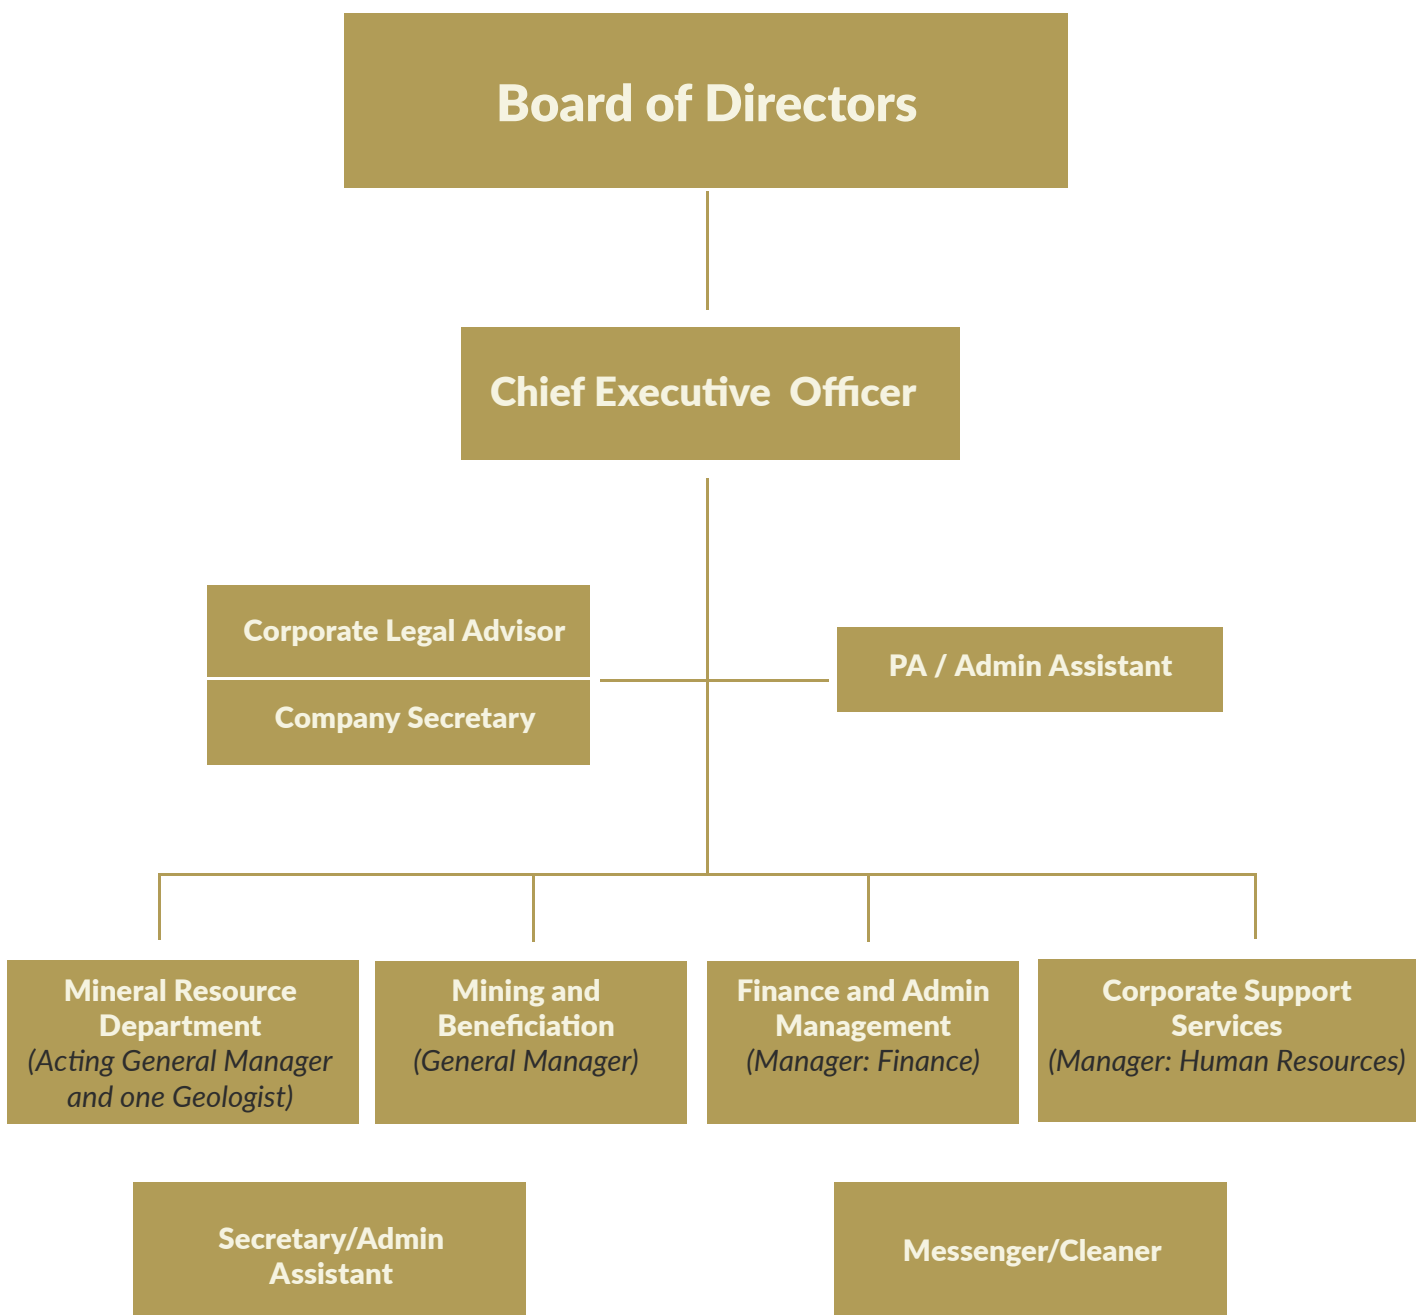 Board of Directors
Chief Executive Officer
Corporate Legal Advisor
Company Secretary
PA / Admin Assistant
Mineral Resource
Department
(Acting General Manager
and one Geologist)
Mining and
Beneficiation
(General Manager)
Finance and Admin
Management
(Manager: Finance)
Corporate Support
Services
(Manager: Human Resources)
Secretary/Admin
Assistant
Messenger/Cleaner